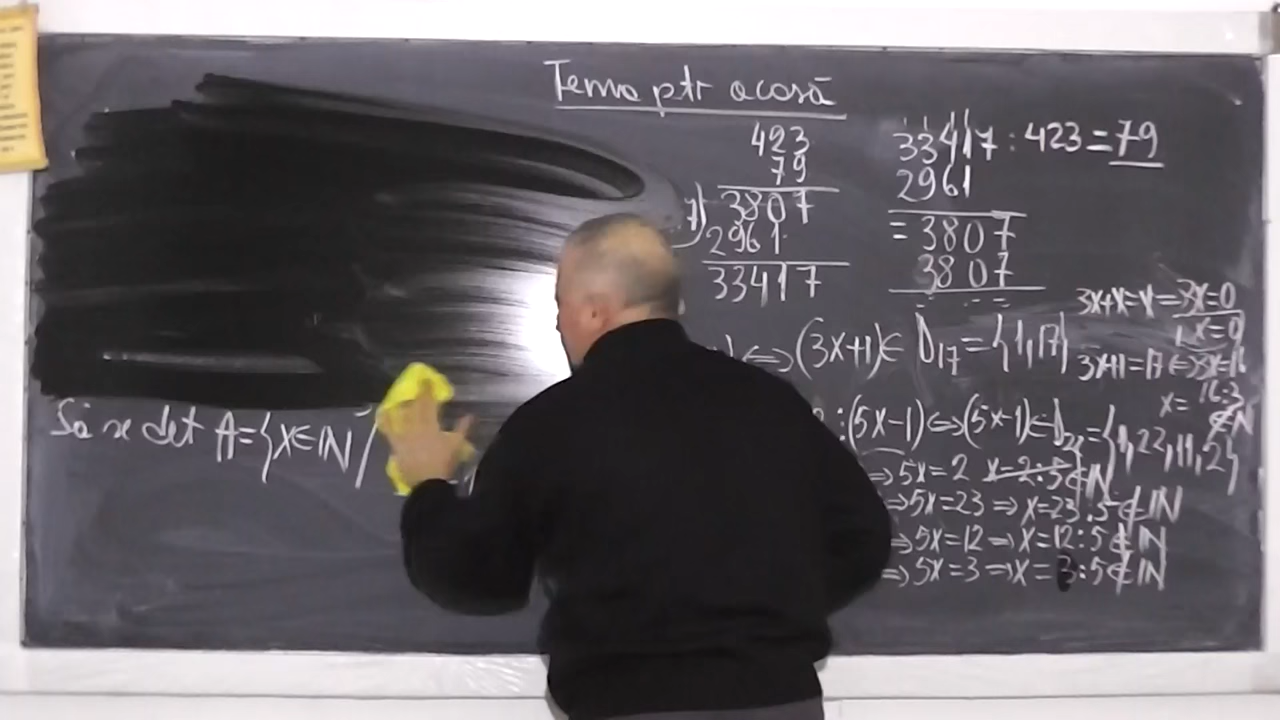 Tema ptr acasă
423
79
3807
2961
33417
33417 : 423 = 79
2961
= 3807
3807
3x+x=x = 3x=0
x=0
⇔ (3x+1) ∈ D17 = {1, 17}
3x+1 = 17 ⇔ 3x=16
x = 16:3
∉ IN
: (5x-1) ⇔ (5x-1) ∈ D22 = {1, 22, 11, 2}
⇒ 5x = 2 x = 2:5 ∉ IN
⇒ 5x = 23 ⇒ x = 23:5 ∉ IN
⇒ 5x = 12 ⇒ x = 12:5 ∉ IN
⇒ 5x = 3 ⇒ x = 3:5 ∉ IN
Să se det A = {x ∈ IN /